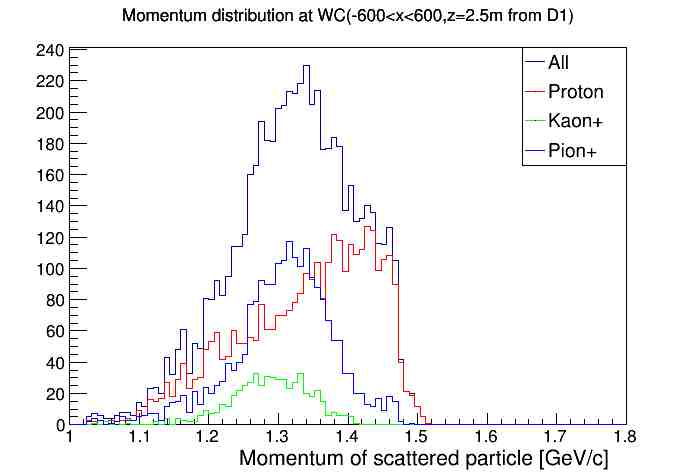 Momentum distribution at WC(-600<x<600,z=2.5m from D1)
240
220
200
180
160
140
120
100
80
60
40
20
0
All
Proton
Kaon+
Pion+
1 1.1 1.2 1.3 1.4 1.5 1.6 1.7 1.8
Momentum of scattered particle [GeV/c]